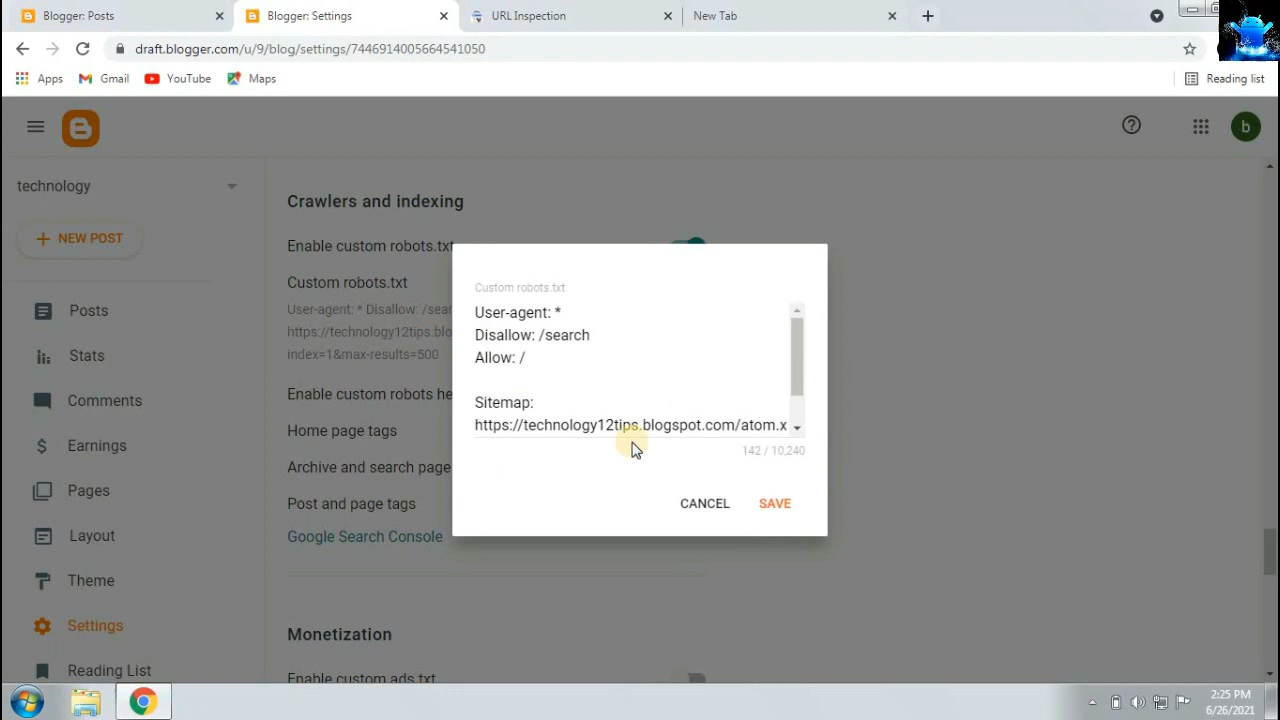 Blogger: Posts
Blogger: Settings
URL Inspection
New Tab
draft.blogger.com/u/9/blog/settings/7446914005664541050
Apps
Gmail
YouTube
Maps
Reading list
b
technology
NEW POST
Posts
Stats
Comments
Earnings
Pages
Layout
Theme
Settings
Reading List
Crawlers and indexing
Enable custom robots.txt
Custom robots.txt
User-agent: * Disallow: /sear
https://technology12tips.blo
index=1&max-results=500
Enable custom robots he
Home page tags
Archive and search page
Post and page tags
Google Search Console
Monetization
Enable custom ads.txt
Custom robots.txt
User-agent: *
Disallow: /search
Allow: /
Sitemap:
https://technology12tips.blogspot.com/atom.x
142 / 10,240
CANCEL
SAVE
2:25 PM
6/26/2021